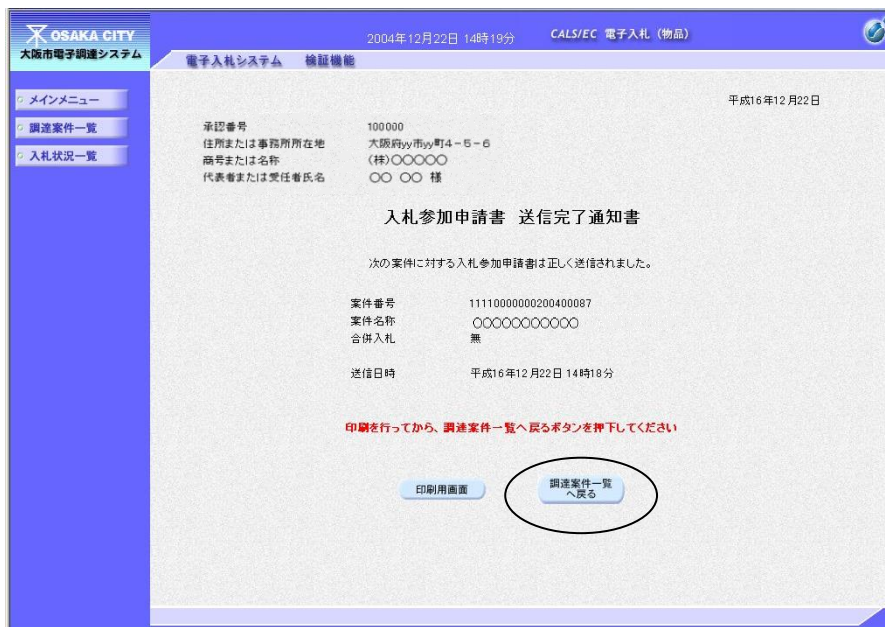 OSAKA CITY
大阪市電子調達システム
2004年12月22日 14時19分
CALS/EC 電子入札（物品）
電子入札システム 検証機能
メインメニュー
調達案件一覧
入札状況一覧
平成16年12月22日
承認番号 100000
住所または事務所所在地 大阪府yy市yy町4-5-6
商号または名称 (株)○○○○○
代表者または受任者氏名 ○○ ○○ 様
入札参加申請書 送信完了通知書
次の案件に対する入札参加申請書は正しく送信されました。
案件番号 11110000000200400087
案件名称 ○○○○○○○○○○○
合併入札 無
送信日時 平成16年12月22日 14時18分
印刷を行ってから、調達案件一覧へ戻るボタンを押下してください
印刷用画面
調達案件一覧
へ戻る